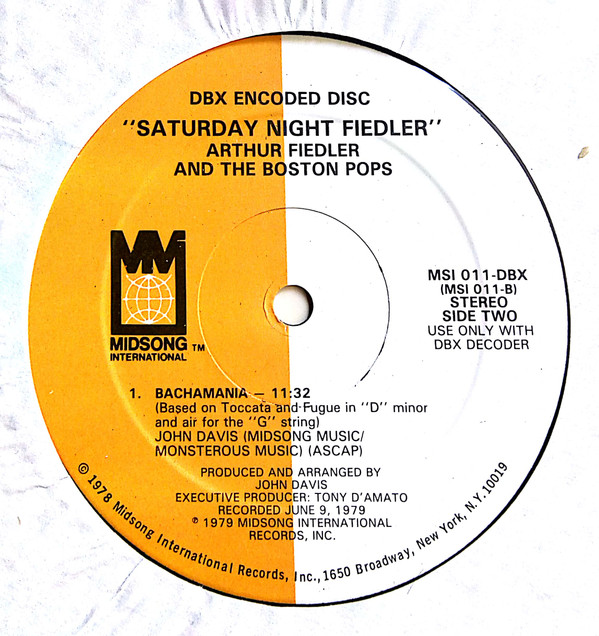 DBX ENCODED DISC
"SATURDAY NIGHT FIEDLER"
ARTHUR FIEDLER
AND THE BOSTON POPS
MM
MIDSONG TM
INTERNATIONAL
MSI 011-DBX
(MSI 011-B)
STEREO
SIDE TWO
USE ONLY WITH
DBX DECODER
1. BACHAMANIA – 11:32
(Based on Toccata and Fugue in "D" minor
and air for the "G" string)
JOHN DAVIS (MIDSONG MUSIC/
MONSTEROUS MUSIC) (ASCAP)
PRODUCED AND ARRANGED BY
JOHN DAVIS
EXECUTIVE PRODUCER: TONY D'AMATO
RECORDED JUNE 9, 1979
℗ 1979 MIDSONG INTERNATIONAL
RECORDS, INC.
© 1978 Midsong International Records, Inc., 1650 Broadway, New York, N.Y. 10019